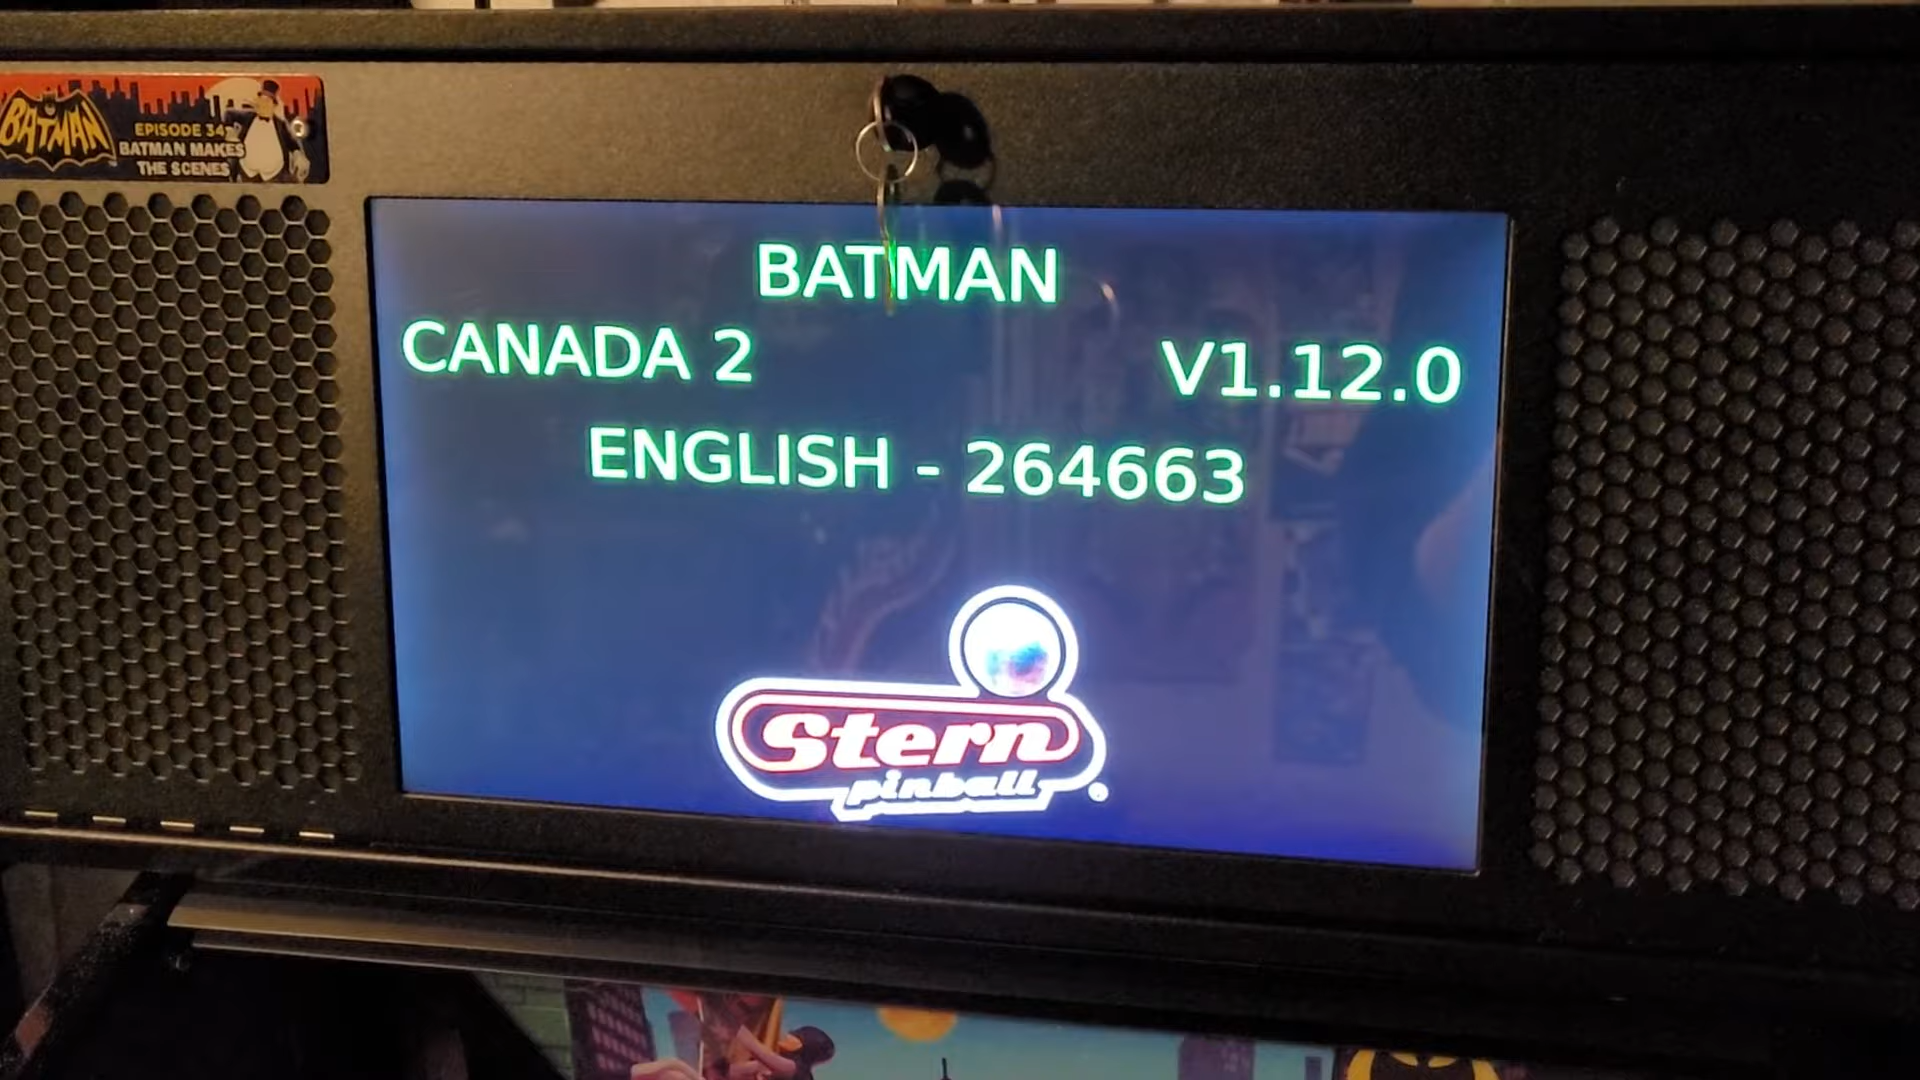 BATMAN
EPISODE 34
BATMAN MAKES
THE SCENES
BATMAN
CANADA 2
V1.12.0
ENGLISH - 264663
Stern
pinball